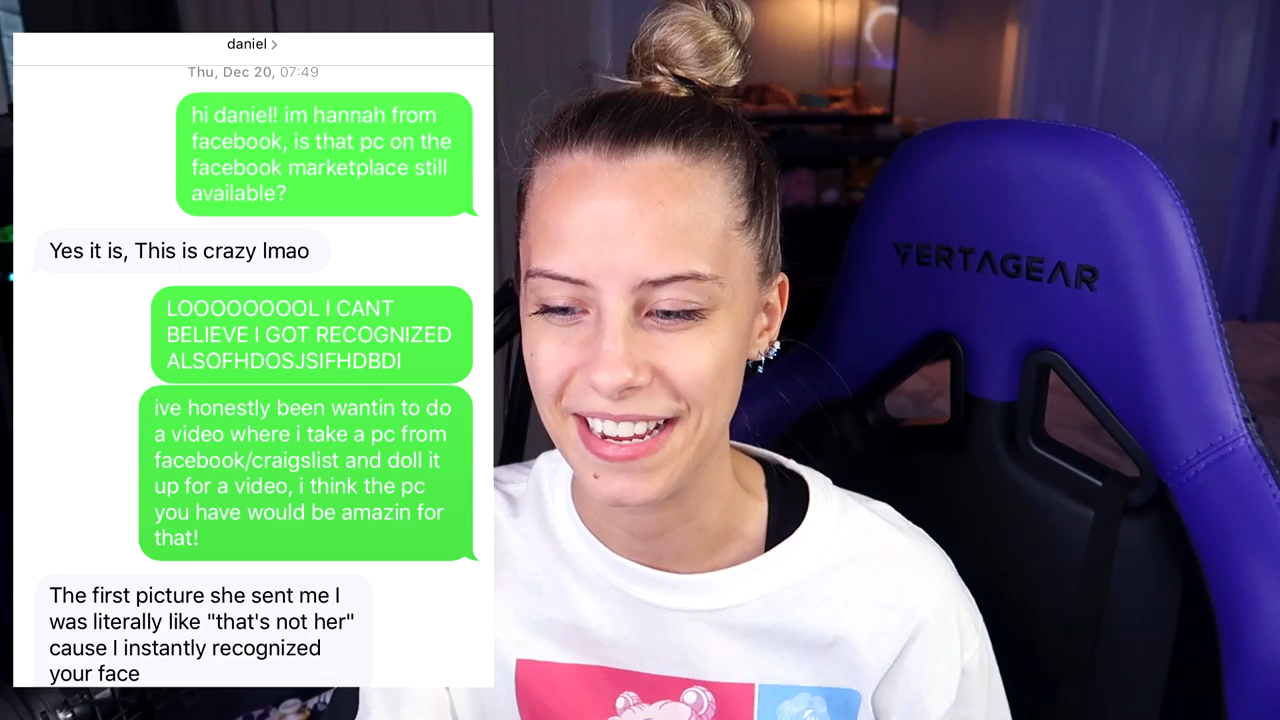 daniel >
Thu, Dec 20, 07:49
hi daniel! im hannah from
facebook, is that pc on the
facebook marketplace still
available?
Yes it is, This is crazy lmao
LOOOOOOOOL I CANT
BELIEVE I GOT RECOGNIZED
ALSOFHDOSJSIFHDBDI
ive honestly been wantin to do
a video where i take a pc from
facebook/craigslist and doll it
up for a video, i think the pc
you have would be amazin for
that!
The first picture she sent me I
was literally like "that's not her"
cause I instantly recognized
your face
VERTAGEAR